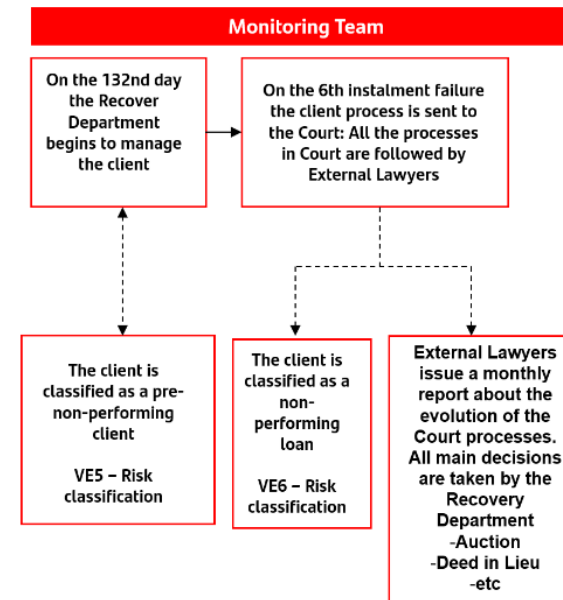 Monitoring Team
On the 132nd day
the Recover
Department
begins to manage
the client
On the 6th instalment failure
the client process is sent to
the Court: All the processes
in Court are followed by
External Lawyers
The client is
classified as a pre-
non-performing
client
VE5 – Risk
classification
The client is
classified as a
non-
performing
loan
VE6 – Risk
classification
External Lawyers
issue a monthly
report about the
evolution of the
Court processes.
All main decisions
are taken by the
Recovery
Department
-Auction
-Deed in Lieu
-etc